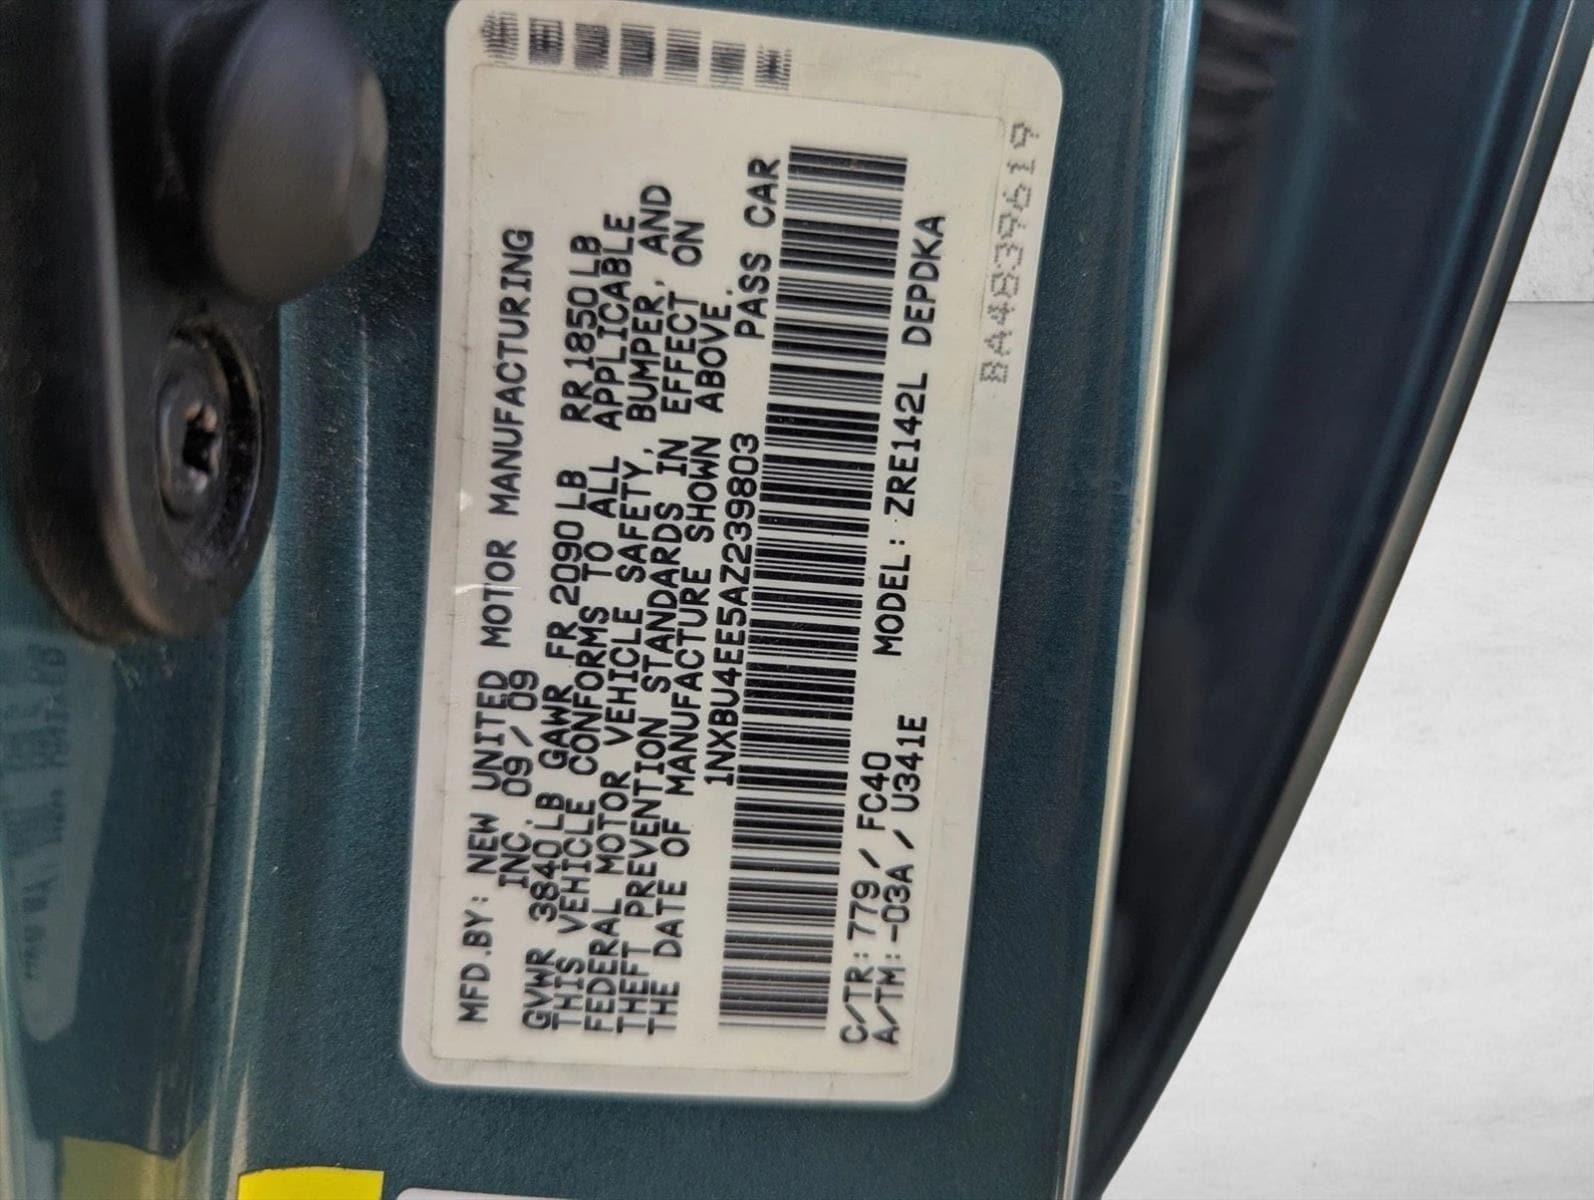 MFD.BY: NEW UNITED MOTOR MANUFACTURING
INC. 09/09
GVWR 3840LB GAWR FR 2090LB RR 1850LB
THIS VEHICLE CONFORMS TO ALL APPLICABLE
FEDERAL MOTOR VEHICLE SAFETY, BUMPER, AND
THEFT PREVENTION STANDARDS IN EFFECT ON
THE DATE OF MANUFACTURE SHOWN ABOVE.
1NXBU4EE5AZ239803 PASS CAR
C/TR: 779/FC40 MODEL: ZRE142L DEPDKA
A/TM:-03A/U341E
BA4839619